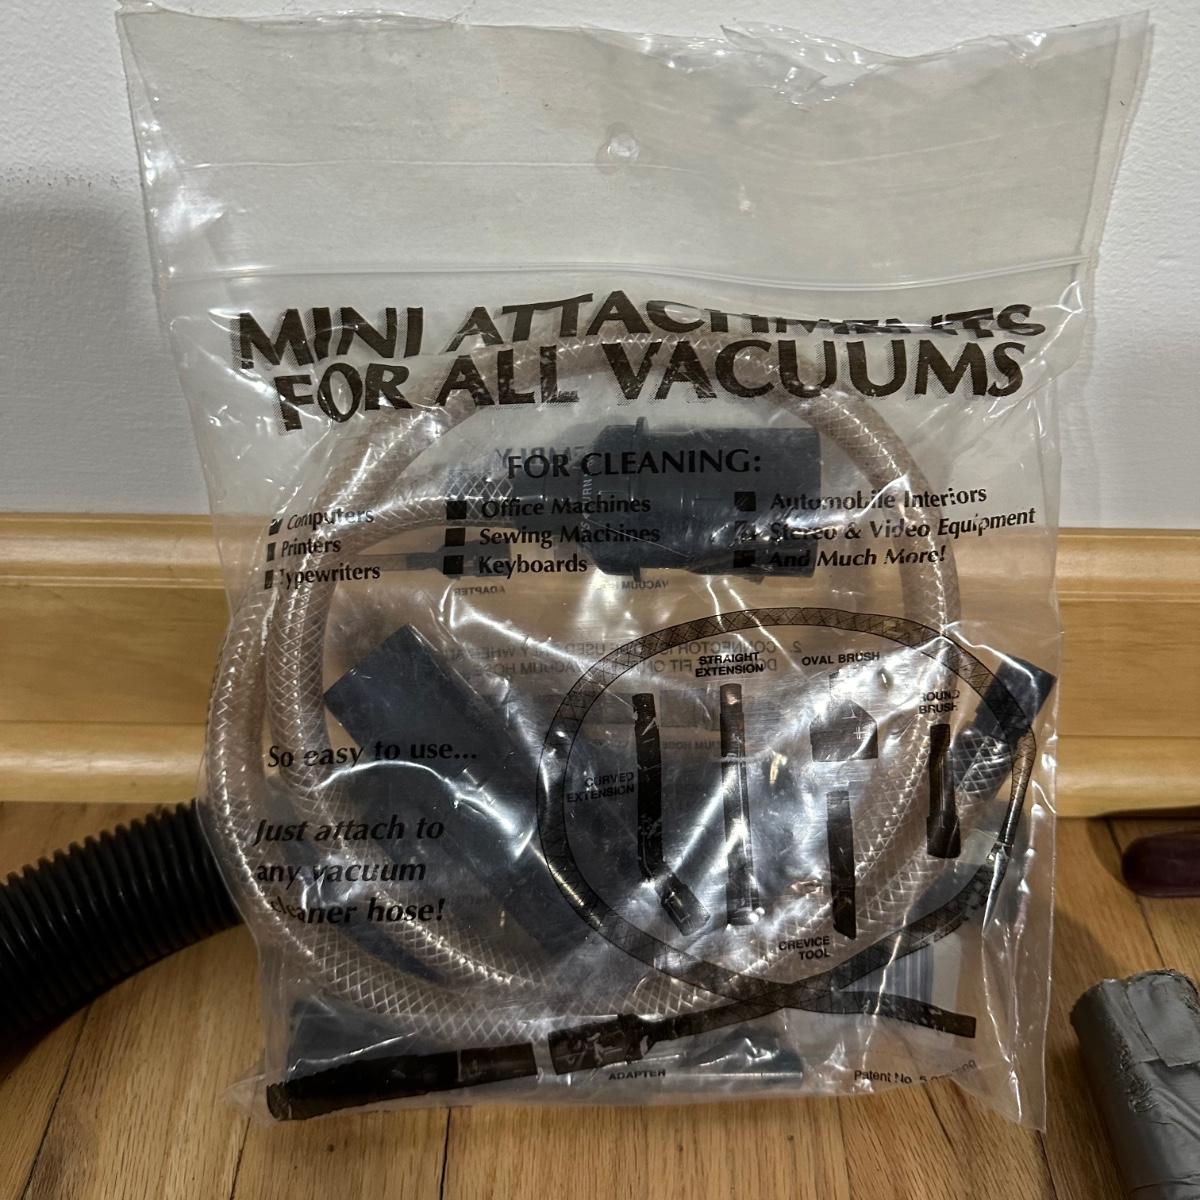 MINI ATTACHMENTS
FOR ALL VACUUMS
FOR CLEANING:
Computers
Printers
Typewriters
Office Machines
Sewing Machines
Keyboards
Automobile Interiors
Stereo & Video Equipment
And Much More!
So easy to use...
Just attach to
any vacuum
cleaner hose!
STRAIGHT
EXTENSION
OVAL BRUSH
ROUND
BRUSH
CURVED
EXTENSION
CREVICE
TOOL
ADAPTER
Patent No.
ADAPTER
VACUUM